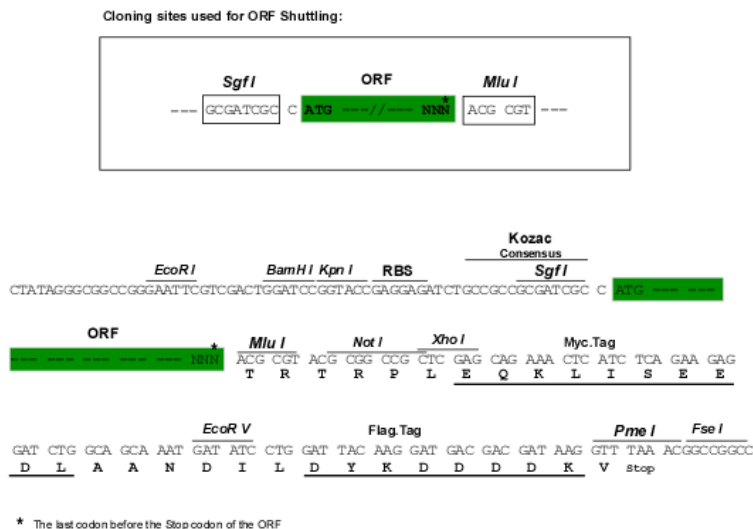 Cloning sites used for ORF Shuttling:
Sgf I ORF Mlu I
--- GCGATCGC C ATG ---//--- NNN* ACG CGT ---
Kozac
Consensus
EcoR I BamH I Kpn I RBS Sgf I
CTATAGGGCGGCCGGGAATTCGTCGACTGGATCCGGTACCGAGGAGATCTGCCGCCGCGATCGC C ATG --- ---
ORF Mlu I Not I Xho I Myc.Tag
--- --- --- --- --- NNN* ACG CGT ACG CGG CCG CTC GAG CAG AAA CTC ATC TCA GAA GAG
T R T R P L E Q K L I S E E
EcoR V Flag.Tag Pme I Fse I
GAT CTG GCA GCA AAT GAT ATC CTG GAT TAC AAG GAT GAC GAC GAT AAG GTT TAA ACGGCCGGCC
D L A A N D I L D Y K D D D D K V Stop
* The last codon before the Stop codon of the ORF